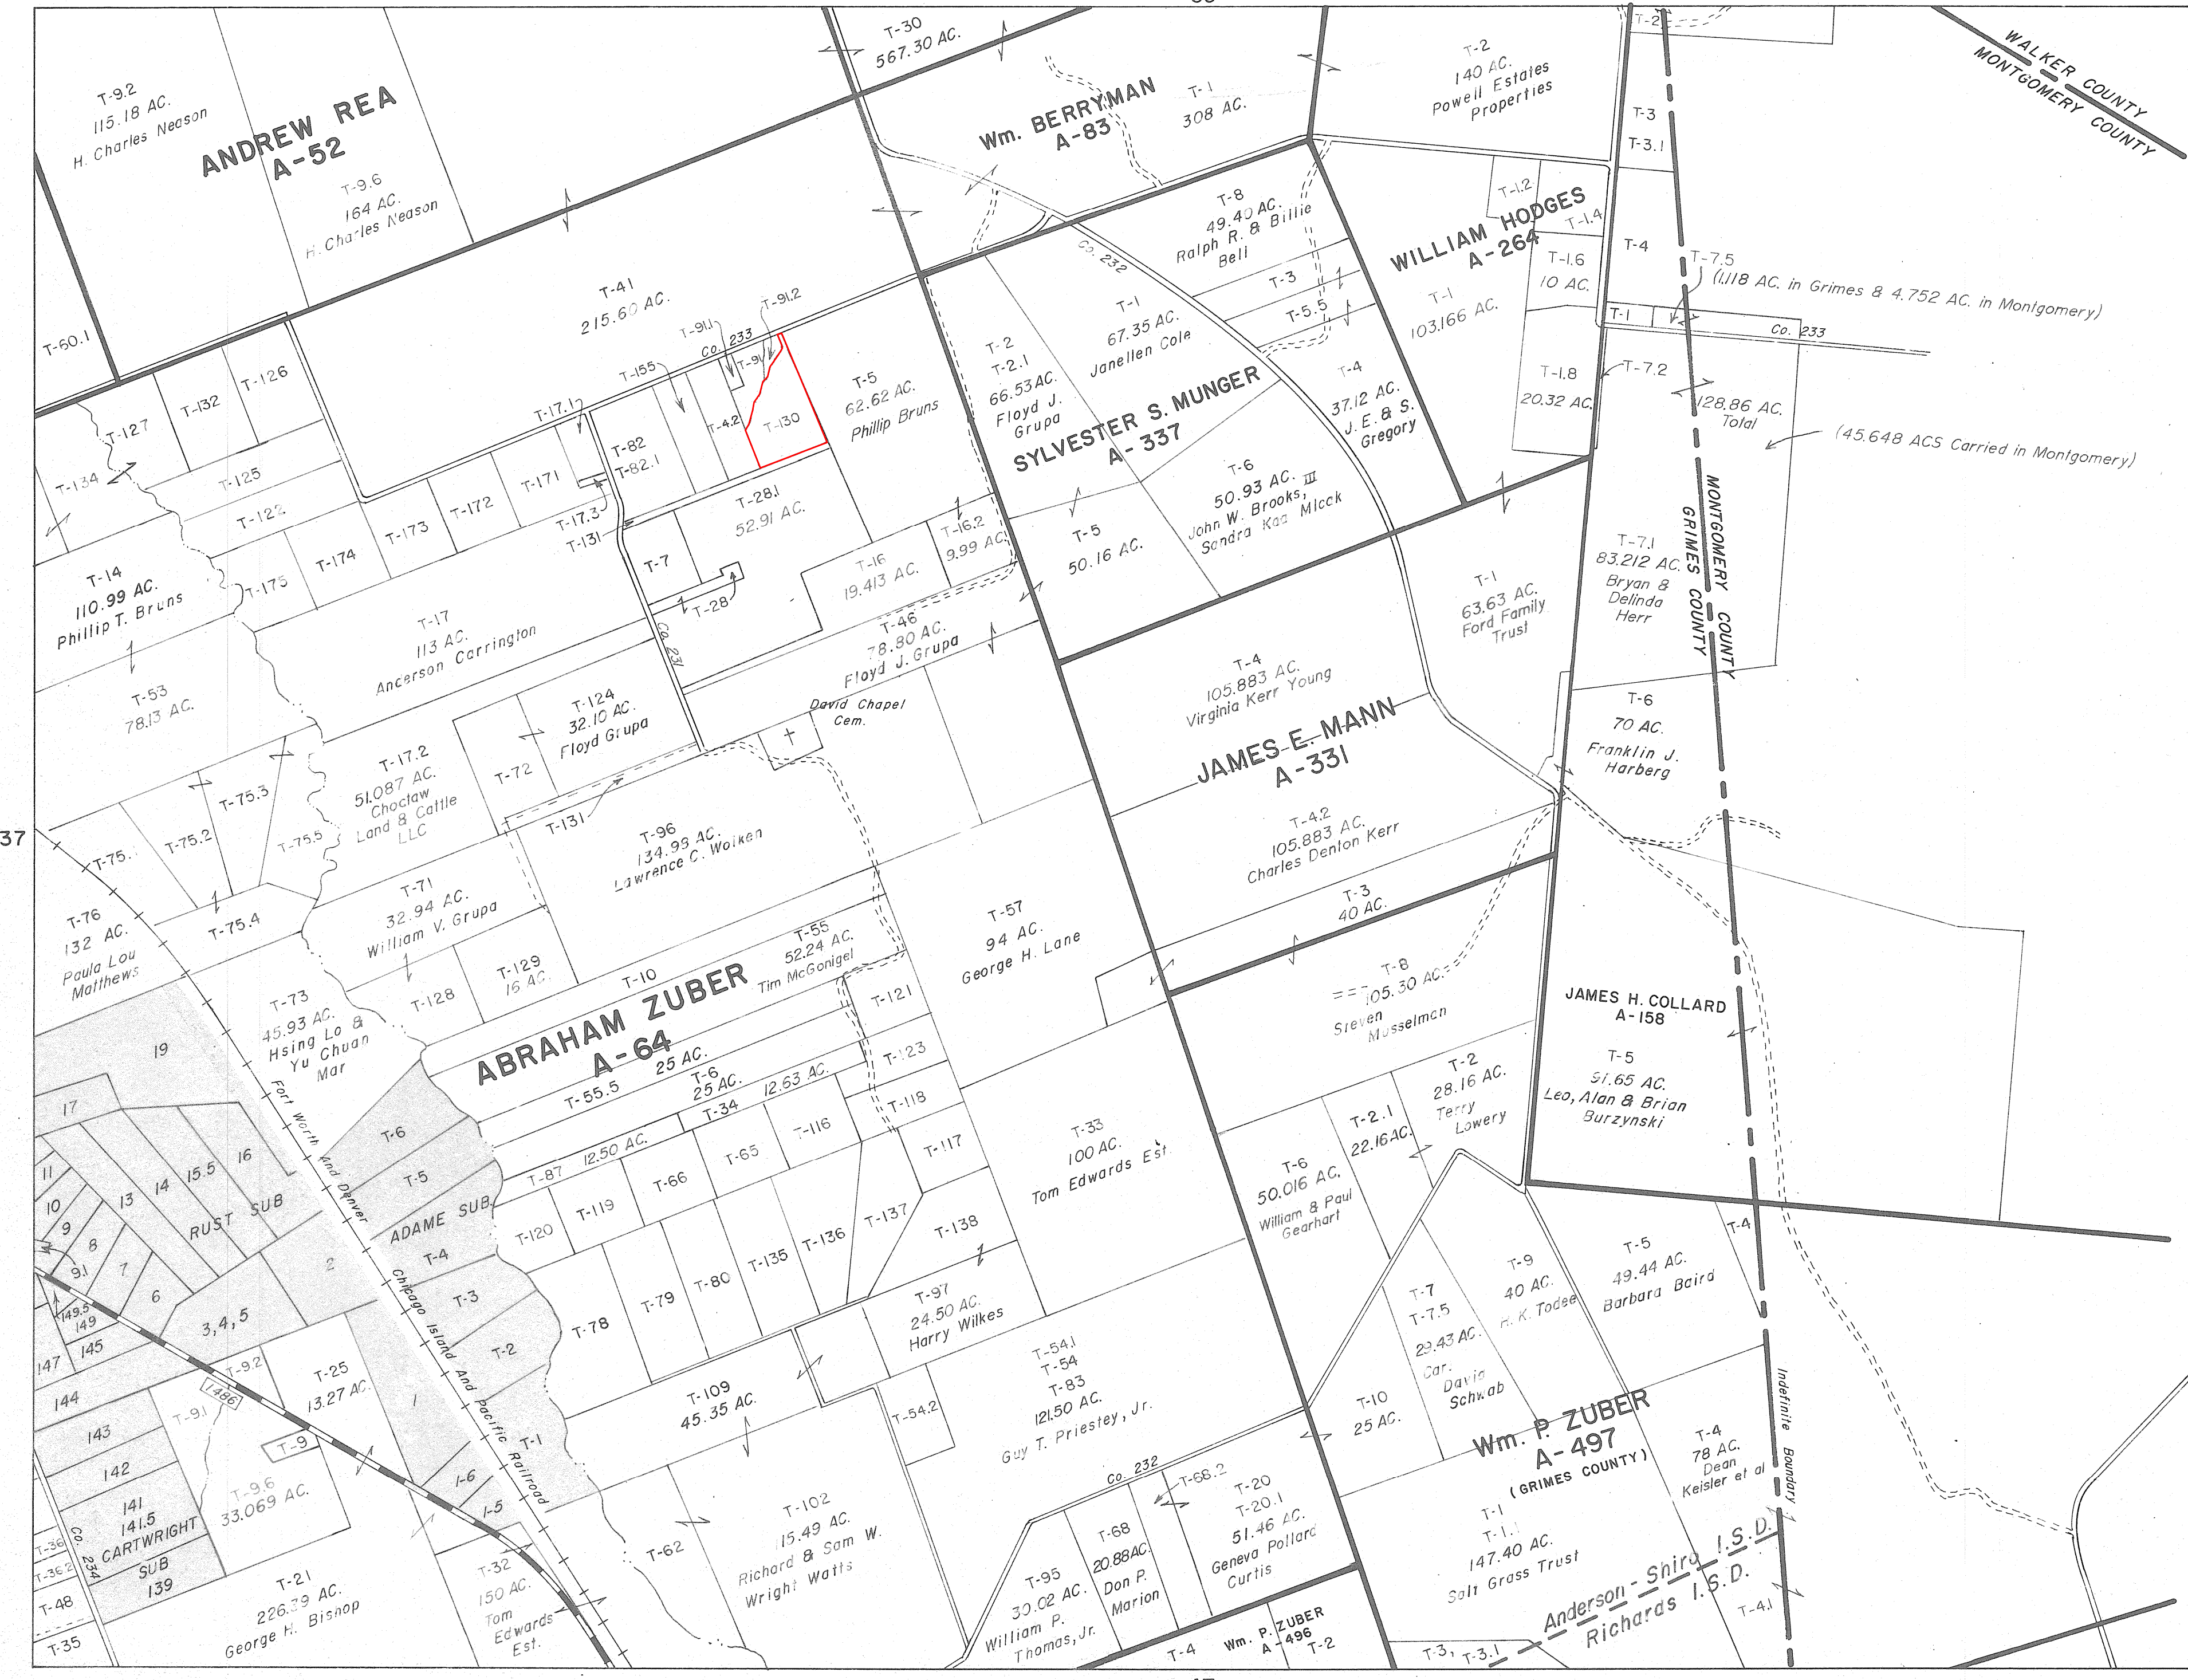 T-9.2
115.18 AC.
H. Charles Neason
ANDREW REA
A-52
T-9.6
164 AC.
H. Charles Neason
T-60.1
T-30
567.30 AC.
Wm. BERRYMAN
A-83
T-1
308 AC.
T-2
140 AC.
Powell Estates
Properties
T-2
T-3
T-3.1
WALKER COUNTY
MONTGOMERY COUNTY
T-41
215.60 AC.
T-91.2
T-91.1
Co. 233
T-91
T-155
T-17.1
T-4.2
T-130
T-5
62.62 AC.
Phillip Bruns
T-126
T-132
T-127
T-134
T-125
T-122
T-82
T-82.1
T-171
T-172
T-173
T-174
T-175
T-17.3
T-131
T-28.1
52.91 AC.
T-7
T-28
T-16
19.413 AC.
T-16.2
9.99 AC.
T-46
78.80 AC.
Floyd J. Grupa
T-14
110.99 AC.
Phillip T. Bruns
T-53
78.13 AC.
T-17
113 AC.
Anderson Carrington
Co. 231
T-2
T-2.1
66.53 AC.
Floyd J.
Grupa
T-1
67.35 AC.
Janellen Cole
Co. 232
T-8
49.40 AC.
Ralph R. & Billie
Bell
T-3
T-5.5
SYLVESTER S. MUNGER
A-337
T-4
37.12 AC.
J. E. & S.
Gregory
T-6
50.93 AC.
John W. Brooks, III
Sandra
T-5
50.16 AC.
WILLIAM HODGES
A-264
T-1
103.166 AC.
T-1.2
T-1.4
T-1.6
10 AC.
T-1.8
20.32 AC.
T-4
T-7.5
(1.118 AC. in Grimes & 4.752 AC. in Montgomery)
T-1
Co. 233
T-7.2
128.86 AC.
Total
(45.648 ACS Carried in Montgomery)
MONTGOMERY COUNTY
GRIMES COUNTY
T-7.1
83.212 AC.
Bryan &
Delinda
Herr
T-1
63.63 AC.
Ford Family
Trust
T-6
70 AC.
Franklin J.
Harberg
T-4
105.883 AC.
Virginia Kerr Young
JAMES E. MANN
A-331
T-4.2
105.883 AC.
Charles Denton Kerr
T-3
40 AC.
T-124
32.10 AC.
Floyd Grupa
David Chapel
Cem.
T-72
T-17.2
51.087 AC.
Choctaw
Land & Cattle
LLC
T-131
T-96
134.98 AC.
Lawrence C. Wolken
T-75.3
T-75.2
T-75.
T-75.5
T-75.4
37
T-76
132 AC.
Paula Lou
Matthews
T-71
32.94 AC.
William V. Grupa
T-129
16 AC.
T-128
T-73
45.93 AC.
Hsing Lo &
Yu Chuan
Mar
T-10
T-55
52.24 AC.
Tim McGonigel
ABRAHAM ZUBER
A-64
T-57
94 AC.
George H. Lane
T-121
T-123
T-55.5
25 AC.
T-6
25 AC.
T-34
12.63 AC.
T-118
T-116
T-65
T-66
T-87
12.50 AC.
T-119
T-120
T-117
T-137
T-138
T-136
T-135
T-80
T-79
T-78
T-33
100 AC.
Tom Edwards Est.
T-8
105.30 AC.
Steven
Musselman
JAMES H. COLLARD
A-158
T-5
51.65 AC.
Leo, Alan & Brian
Burzynski
T-2
28.16 AC.
Terry
Lowery
T-2.1
22.16 AC.
T-6
50.016 AC.
William & Paul
Gearhart
19
17
16
15.5
14
13
11
10
9
8
9.1
7
6
RUST SUB
2
3, 4, 5
Fort Worth And Denver
Chicago Island And Pacific Railroad
T-6
T-5
ADAME SUB
T-4
T-3
T-2
T-1
1
1-6
1-5
149.5
149
147
145
144
143
142
141
141.5
CARTWRIGHT
SUB
139
Co. 234
T-36
T-36.2
T-48
T-35
T-9.2
1486
T-9.1
T-9
T-9.6
33.069 AC.
T-25
13.27 AC.
T-21
226.39 AC.
George H. Bishop
T-32
150 AC.
Tom
Edwards
Est.
T-62
T-109
45.35 AC.
T-97
24.50 AC.
Harry Wilkes
T-54.1
T-54
T-83
121.50 AC.
Guy T. Priestey, Jr.
T-54.2
T-102
15.49 AC.
Richard & Sam W.
Wright Watts
Co. 232
T-68.2
T-20
T-20.1
51.46 AC.
Geneva Pollard
Curtis
T-68
20.88 AC.
Don P.
Marion
T-95
30.02 AC.
William P.
Thomas, Jr.
T-4
Wm. P. ZUBER
A-496
T-2
T-7
T-7.5
29.43 AC.
Car.
David
Schwab
T-9
40 AC.
H. K. Todee
T-5
49.44 AC.
Barbara Baird
T-4
T-10
25 AC.
Wm. P. ZUBER
A-497
(GRIMES COUNTY)
T-4
78 AC.
Dean
Keisler et al
T-1
T-1.1
147.40 AC.
Salt Grass Trust
Indefinite Boundary
Anderson-Shiro I.S.D.
Richards I.S.D.
T-4.1
T-3, T-3.1